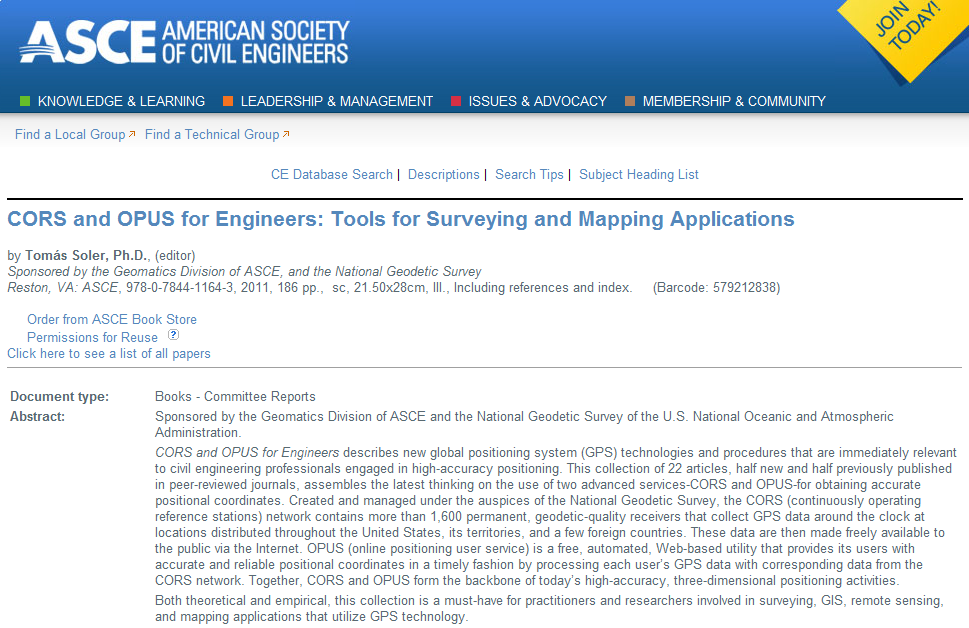 ASCE AMERICAN SOCIETY
OF CIVIL ENGINEERS
JOIN
TODAY!
KNOWLEDGE & LEARNING LEADERSHIP & MANAGEMENT ISSUES & ADVOCACY MEMBERSHIP & COMMUNITY
Find a Local Group Find a Technical Group
CE Database Search | Descriptions | Search Tips | Subject Heading List
CORS and OPUS for Engineers: Tools for Surveying and Mapping Applications
by Tomás Soler, Ph.D., (editor)
Sponsored by the Geomatics Division of ASCE, and the National Geodetic Survey
Reston, VA: ASCE, 978-0-7844-1164-3, 2011, 186 pp., sc, 21.50x28cm, Ill., Including references and index. (Barcode: 579212838)
Order from ASCE Book Store
Permissions for Reuse ?
Click here to see a list of all papers
Document type: Books - Committee Reports
Abstract: Sponsored by the Geomatics Division of ASCE and the National Geodetic Survey of the U.S. National Oceanic and Atmospheric
Administration.
CORS and OPUS for Engineers describes new global positioning system (GPS) technologies and procedures that are immediately relevant
to civil engineering professionals engaged in high-accuracy positioning. This collection of 22 articles, half new and half previously published
in peer-reviewed journals, assembles the latest thinking on the use of two advanced services-CORS and OPUS-for obtaining accurate
positional coordinates. Created and managed under the auspices of the National Geodetic Survey, the CORS (continuously operating
reference stations) network contains more than 1,600 permanent, geodetic-quality receivers that collect GPS data around the clock at
locations distributed throughout the United States, its territories, and a few foreign countries. These data are then made freely available to
the public via the Internet. OPUS (online positioning user service) is a free, automated, Web-based utility that provides its users with
accurate and reliable positional coordinates in a timely fashion by processing each user's GPS data with corresponding data from the
CORS network. Together, CORS and OPUS form the backbone of today's high-accuracy, three-dimensional positioning activities.
Both theoretical and empirical, this collection is a must-have for practitioners and researchers involved in surveying, GIS, remote sensing,
and mapping applications that utilize GPS technology.